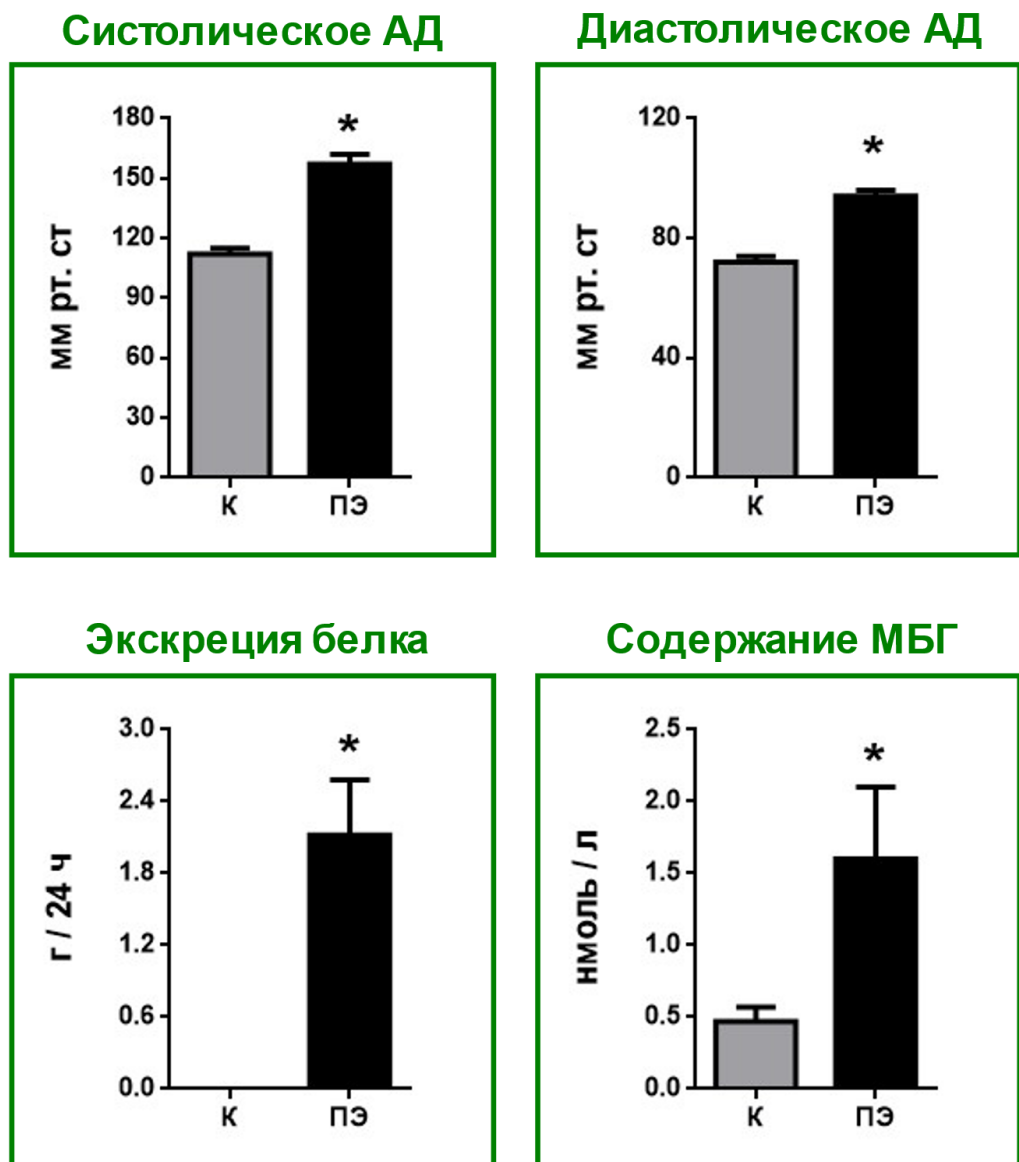 Систолическое АД
Диастолическое АД
мм рт. ст
180
150
120
90
60
30
0
*
К
ПЭ
мм рт. ст
120
80
40
0
*
К
ПЭ
Экскреция белка
Содержание МБГ
г / 24 ч
3.0
2.4
1.8
1.2
0.6
0.0
*
К
ПЭ
нмоль / л
2.5
2.0
1.5
1.0
0.5
0.0
*
К
ПЭ